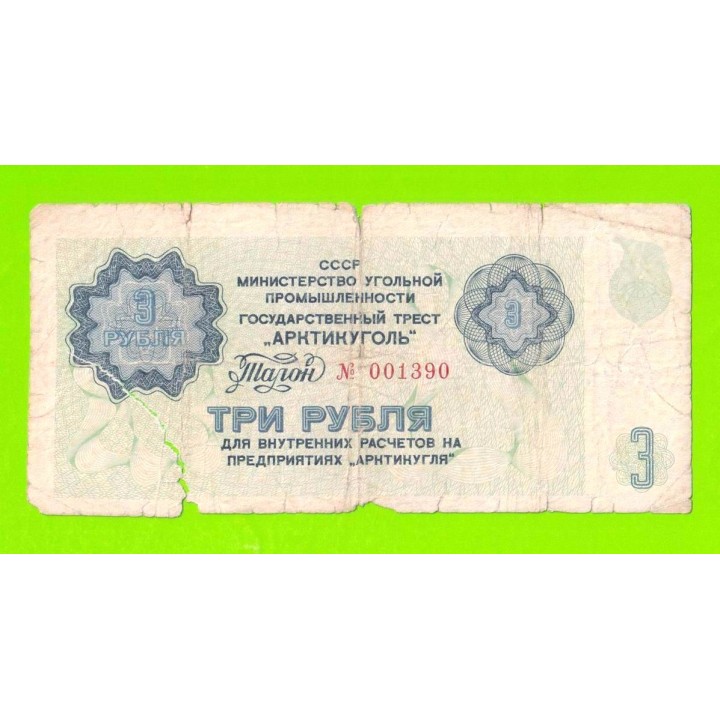 СССР
МИНИСТЕРСТВО УГОЛЬНОЙ
ПРОМЫШЛЕННОСТИ
ГОСУДАРСТВЕННЫЙ ТРЕСТ
„АРКТИКУГОЛЬ"
Талон № 001390
ТРИ РУБЛЯ
ДЛЯ ВНУТРЕННИХ РАСЧЕТОВ НА
ПРЕДПРИЯТИЯХ „АРКТИКУГЛЯ"
3
РУБЛЯ
3
3